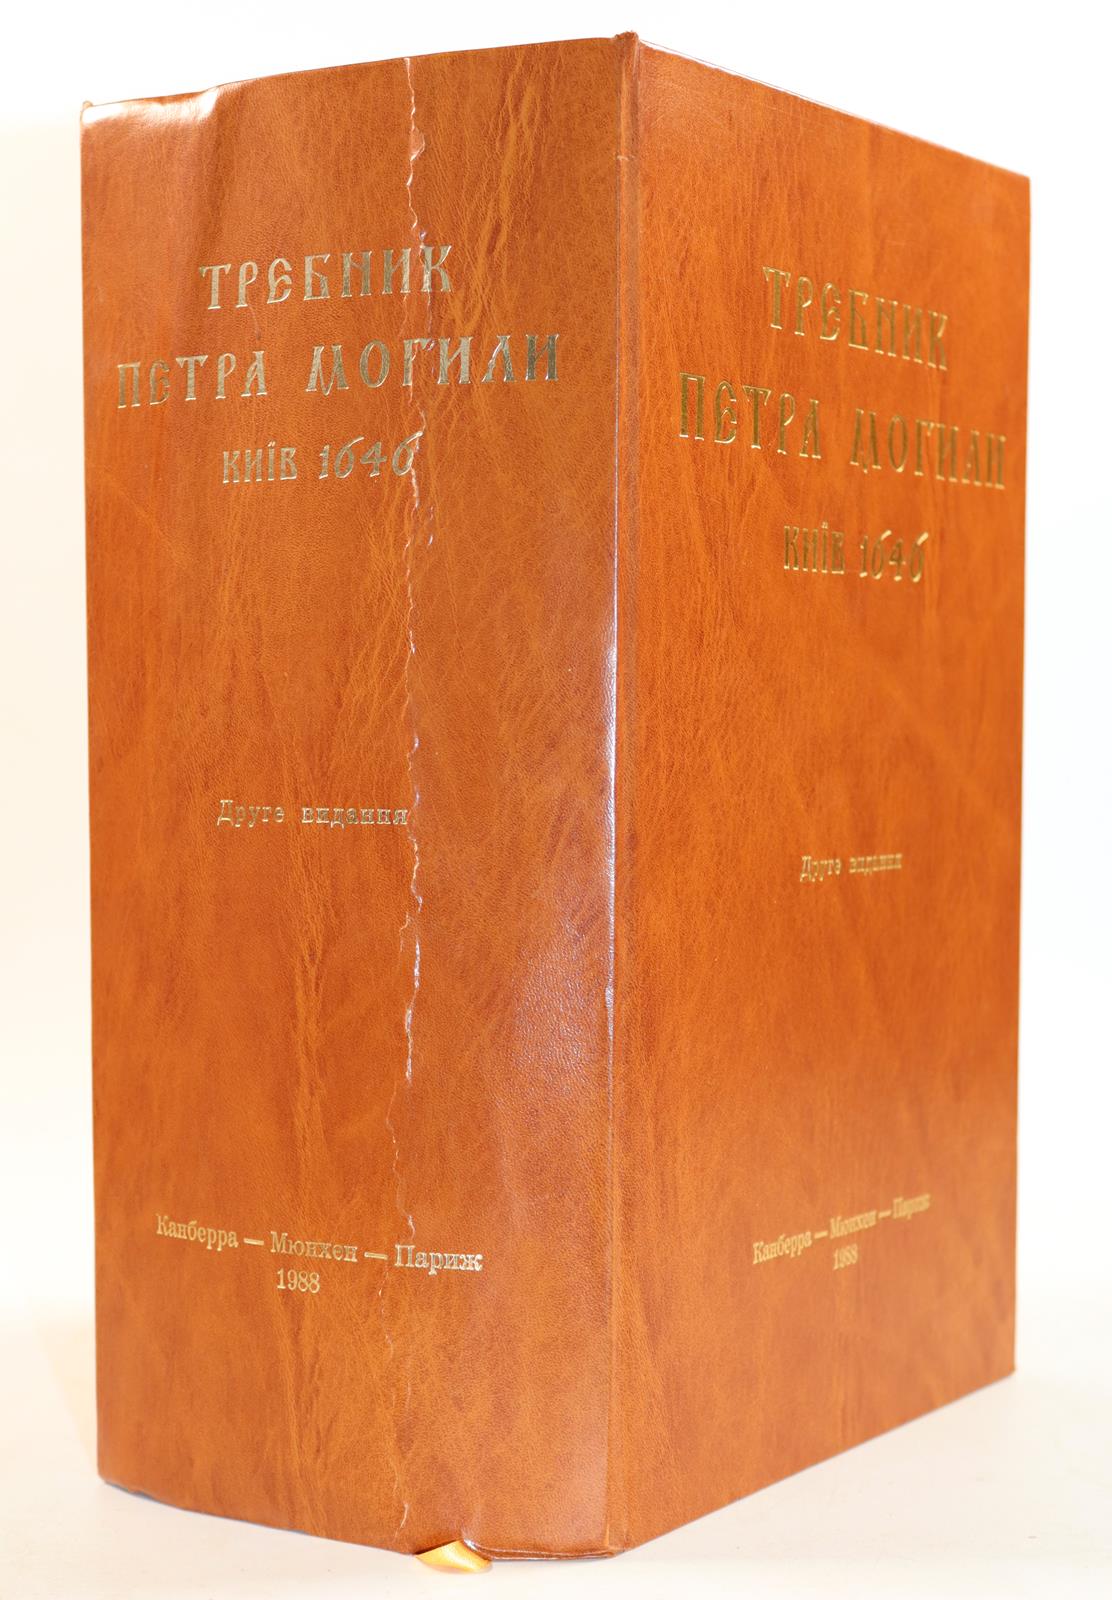 ТРЕБНИК
ПЕТРА МОГИЛИ
КИЇВ 1646
Друге видання
Канберра — Мюнхен — Париж
1988
ТРЕБНИК
ПЕТРА МОГИЛИ
КИЇВ 1646
Друге видання
Канберра — Мюнхен — Париж
1988